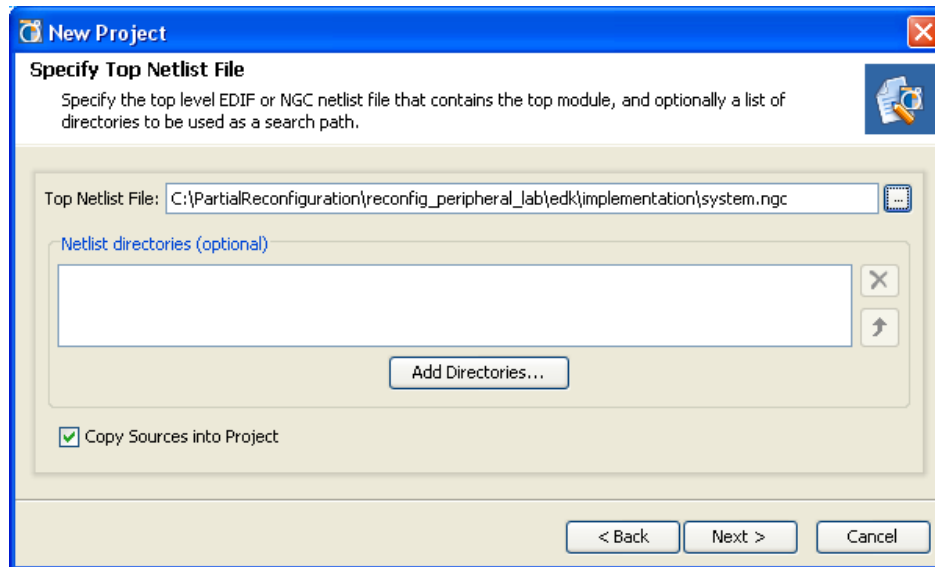 New Project
Specify Top Netlist File
Specify the top level EDIF or NGC netlist file that contains the top module, and optionally a list of
directories to be used as a search path.
Top Netlist File: C:\PartialReconfiguration\reconfig_peripheral_lab\edk\implementation\system.ngc ...
Netlist directories (optional)
Add Directories...
Copy Sources into Project
< Back Next > Cancel